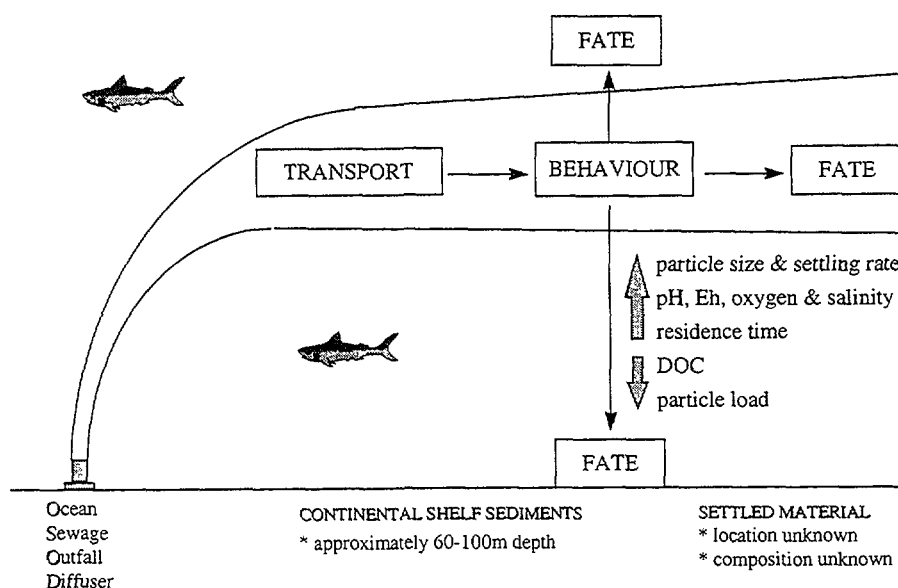 FATE
TRANSPORT
BEHAVIOUR
FATE
particle size & settling rate
pH, Eh, oxygen & salinity
residence time
DOC
particle load
FATE
Ocean
Sewage
Outfall
Diffuser
CONTINENTAL SHELF SEDIMENTS
* approximately 60-100m depth
SETTLED MATERIAL
* location unknown
* composition unknown